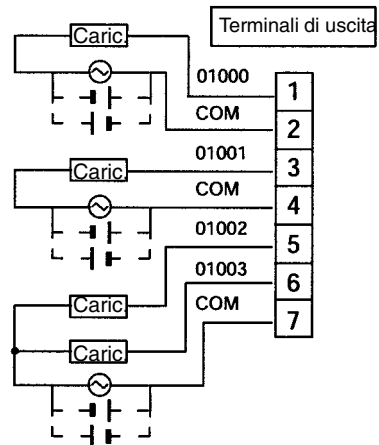 Terminali di uscita
Caric.
01000
1
COM
2
01001
Caric.
3
COM
4
01002
5
Caric.
01003
6
Caric.
COM
7